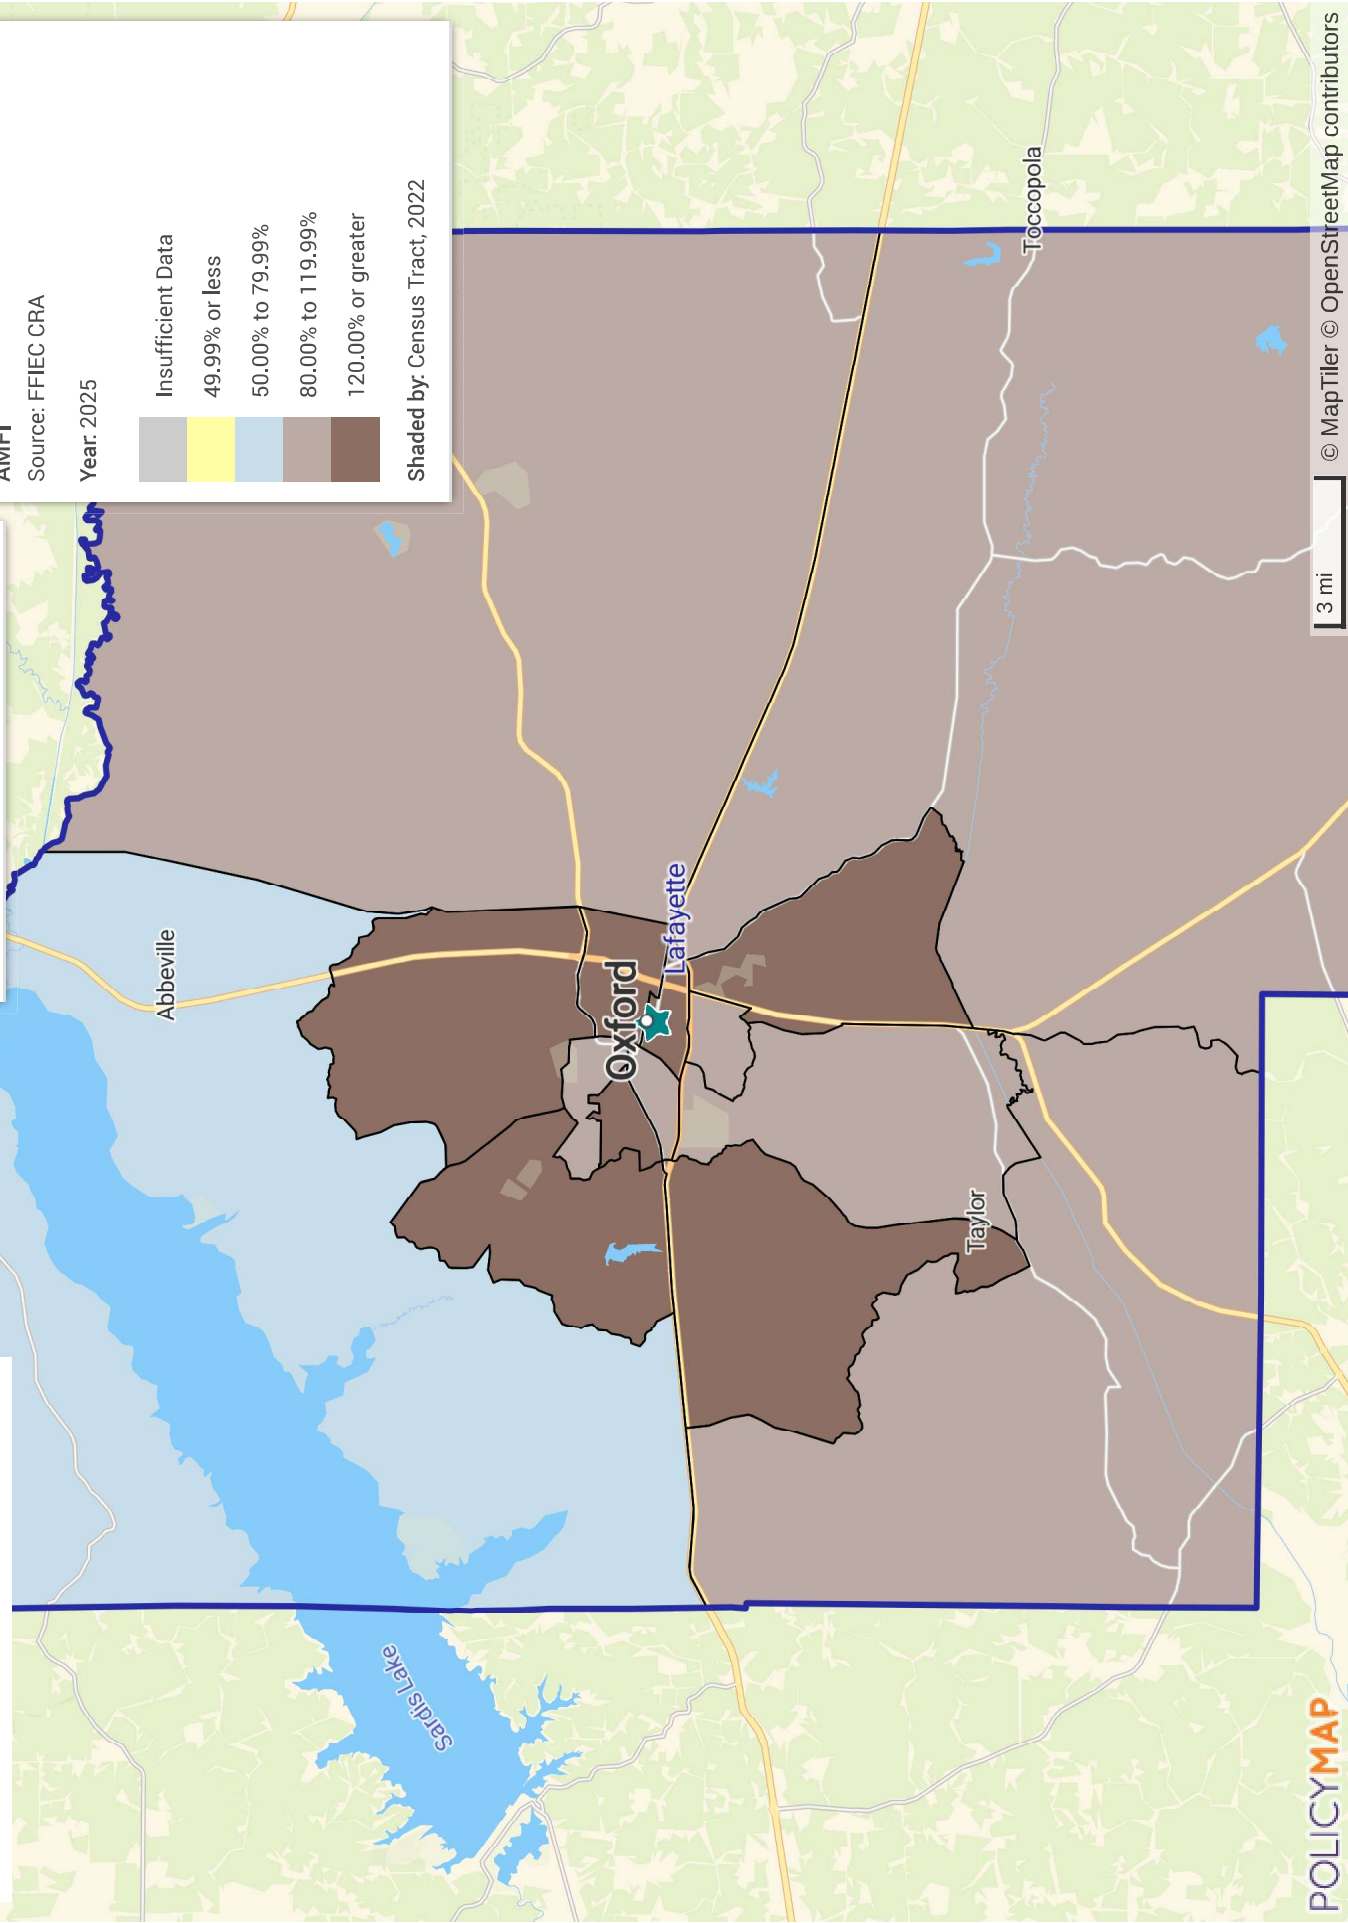 AMFI
Source: FFIEC CRA
Year: 2025
Insufficient Data
49.99% or less
50.00% to 79.99%
80.00% to 119.99%
120.00% or greater
Shaded by: Census Tract, 2022
Abbeville
Oxford
Lafayette
Toccopola
Taylor
Sardis Lake
POLICYMAP
3 mi
© MapTiler © OpenStreetMap contributors